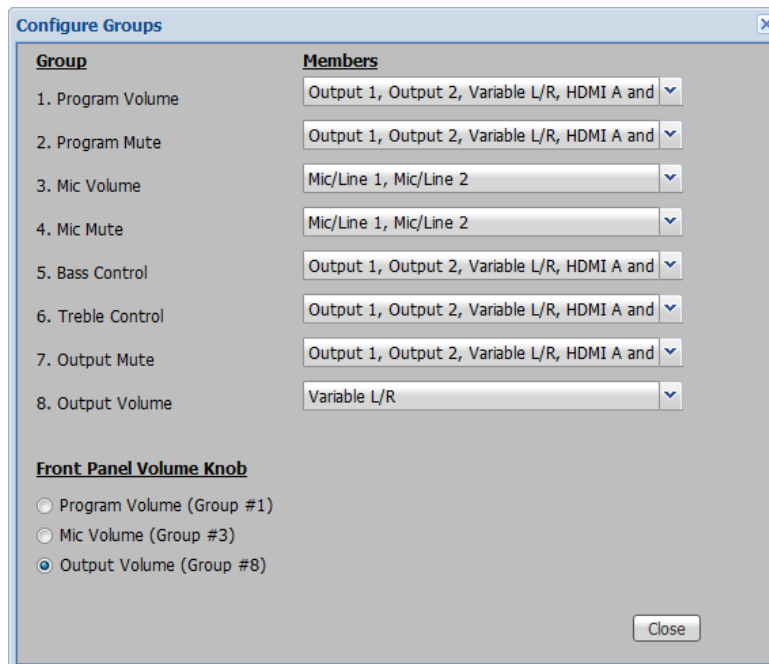 Configure Groups
Group Members
1. Program Volume Output 1, Output 2, Variable L/R, HDMI A and
2. Program Mute Output 1, Output 2, Variable L/R, HDMI A and
3. Mic Volume Mic/Line 1, Mic/Line 2
4. Mic Mute Mic/Line 1, Mic/Line 2
5. Bass Control Output 1, Output 2, Variable L/R, HDMI A and
6. Treble Control Output 1, Output 2, Variable L/R, HDMI A and
7. Output Mute Output 1, Output 2, Variable L/R, HDMI A and
8. Output Volume Variable L/R
Front Panel Volume Knob
Program Volume (Group #1)
Mic Volume (Group #3)
Output Volume (Group #8)
Close